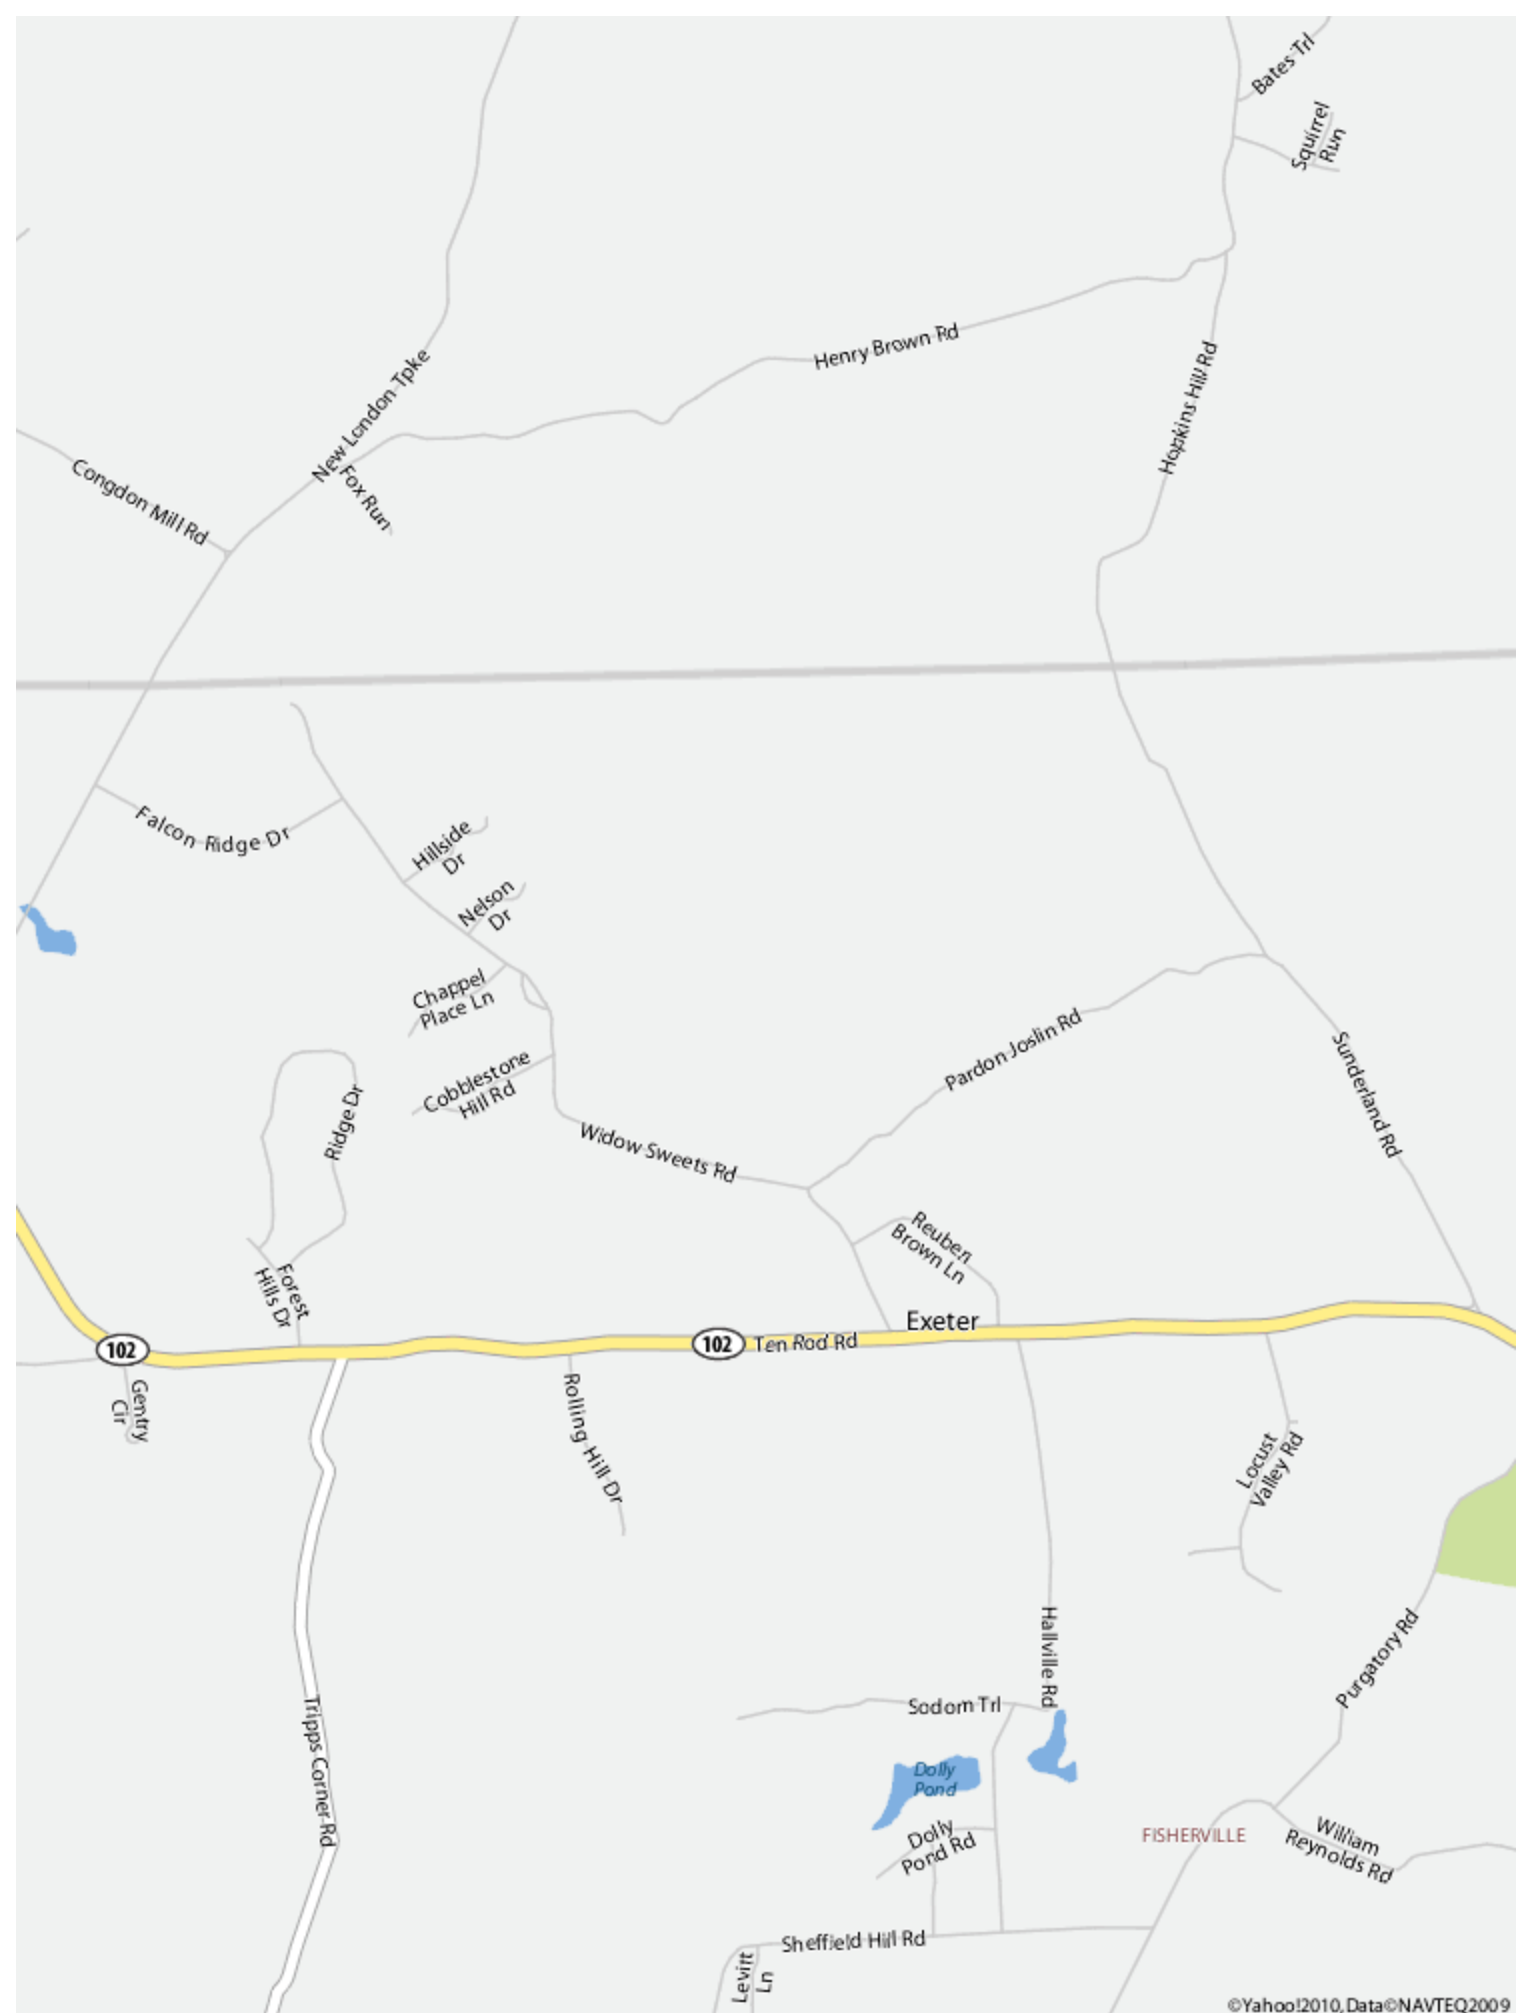 Bates Trl
Squirrel
Run
Henry Brown Rd
Hopkins Hill Rd
New London Tpke
Fox Run
Congdon Mill Rd
Falcon Ridge Dr
Hillside
Dr
Nelson
Dr
Chappel
Place Ln
Cobblestone
Hill Rd
Pardon Joslin Rd
Sunderland Rd
Ridge Dr
Widow Sweets Rd
Reuben
Brown Ln
Forest
Hills Dr
Exeter
102
102
Ten Rod Rd
Gentry
Cir
Rolling Hill Dr
Locust
Valley Rd
Hallville Rd
Purgatory Rd
Sodom Trl
Tripps Corner Rd
Dolly
Pond
Dolly
Pond Rd
FISHERVILLE
William
Reynolds Rd
Sheffield Hill Rd
Levitt
Ln
©Yahoo!2010, Data©NAVTEQ2009